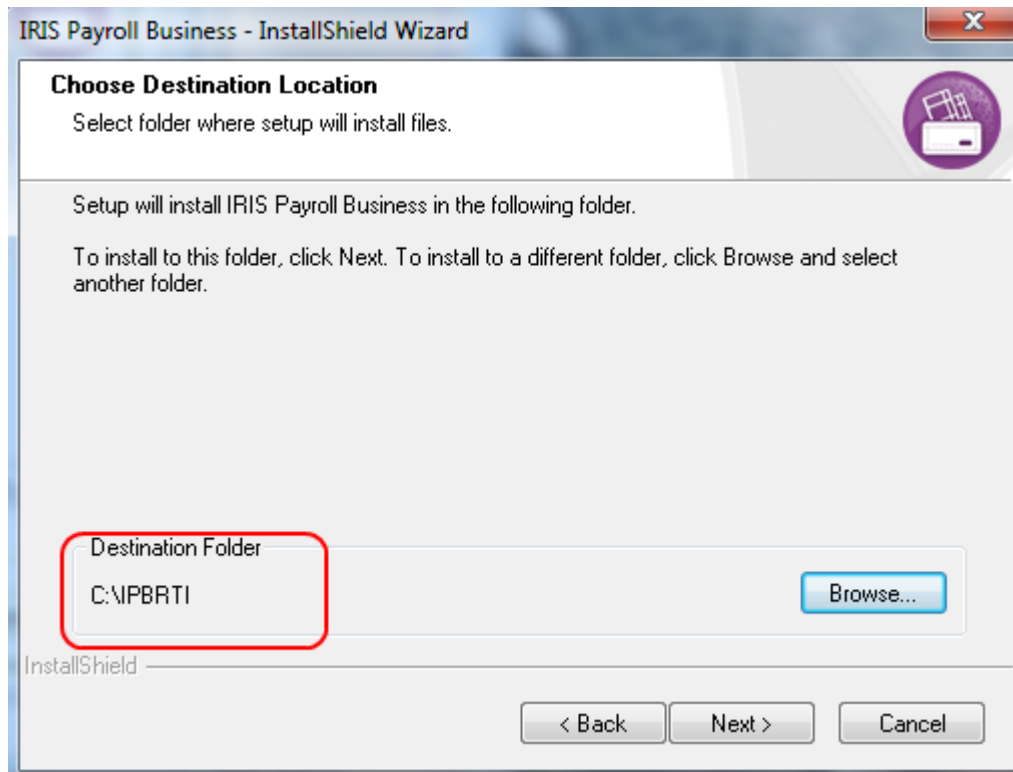 IRIS Payroll Business - InstallShield Wizard
Choose Destination Location
Select folder where setup will install files.
Setup will install IRIS Payroll Business in the following folder.
To install to this folder, click Next. To install to a different folder, click Browse and select
another folder.
Destination Folder
C:\IPBRTI
Browse...
InstallShield
< Back
Next >
Cancel